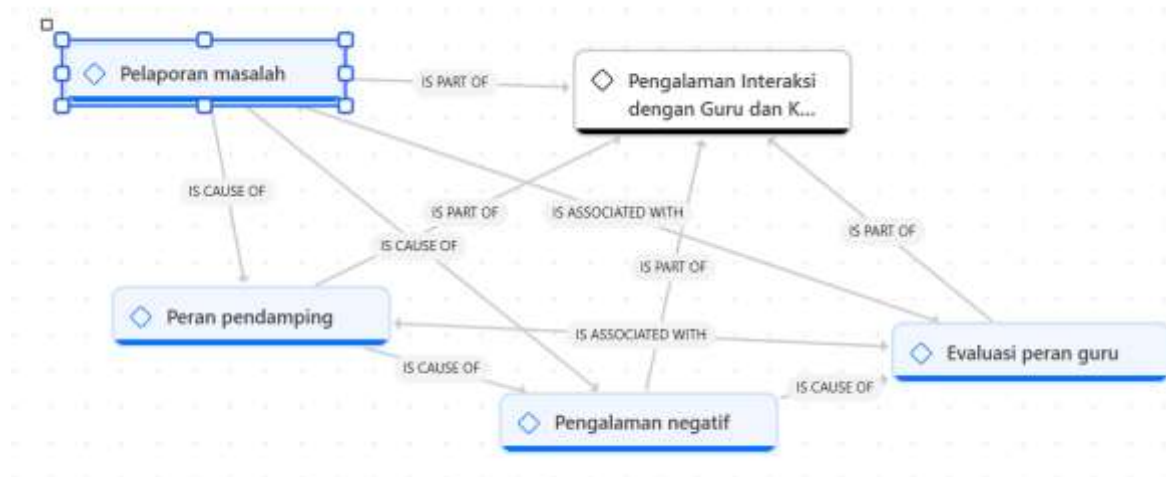 Pelaporan masalah
IS PART OF
Pengalaman Interaksi
dengan Guru dan K...
IS CAUSE OF
IS PART OF
IS ASSOCIATED WITH
IS PART OF
IS CAUSE OF
IS PART OF
Peran pendamping
IS ASSOCIATED WITH
Evaluasi peran guru
IS CAUSE OF
IS CAUSE OF
Pengalaman negatif